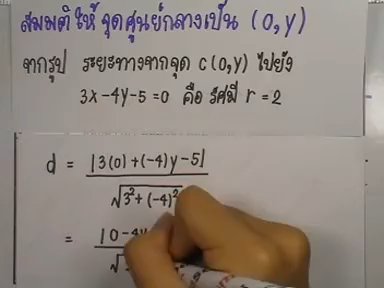 สมมติให้ จุดศูนย์กลางเป็น (0,y)
จากรูป ระยะทางจากจุด C(0,y) ไปยัง
3x-4y-5=0 คือ รัศมี r=2
d = |3(0)+(-4)y-5|
√3²+(-4)²
= |0-4y
√